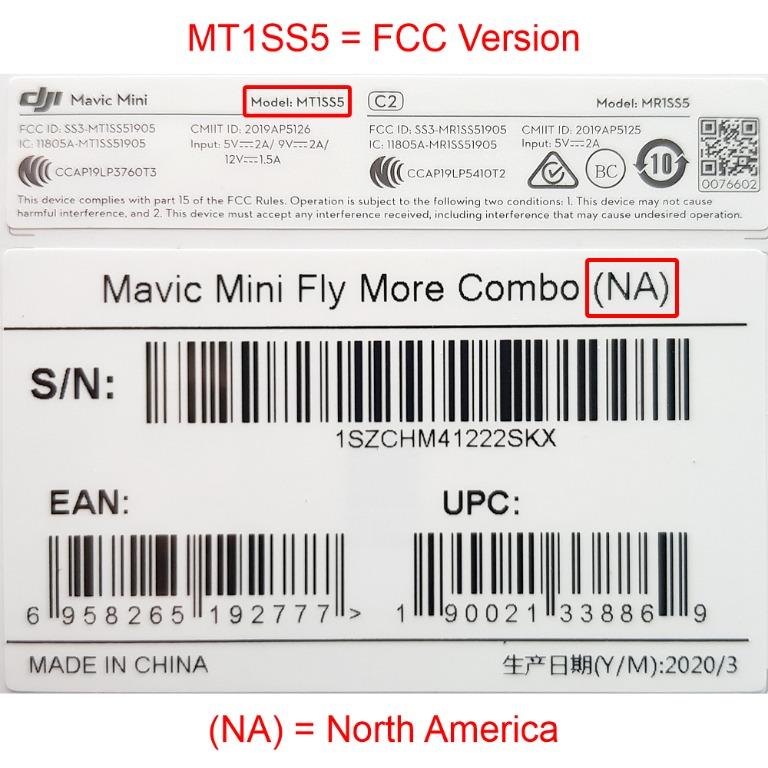 MT1SS5 = FCC Version
dji Mavic Mini Model: MT1SS5 C2 Model: MR1SS5
FCC ID: SS3-MT1SS51905 CMIIT ID: 2019AP5126 FCC ID: SS3-MR1SS51905 CMIIT ID: 2019AP5125
IC: 11805A-MT1SS51905 Input: 5V⎓2A/ 9V⎓2A/ IC: 11805A-MR1SS51905 Input: 5V⎓2A
12V⎓1.5A
CCAP19LP3760T3 CCAP19LP5410T2 BC 10
0076602
This device complies with part 15 of the FCC Rules. Operation is subject to the following two conditions: 1. This device may not cause
harmful interference, and 2. This device must accept any interference received, including interference that may cause undesired operation.
Mavic Mini Fly More Combo (NA)
S/N:
1SZCHM41222SKX
EAN: UPC:
6 958265 192777 > 1 90021 33886 9
MADE IN CHINA 生产日期(Y/M):2020/3
(NA) = North America